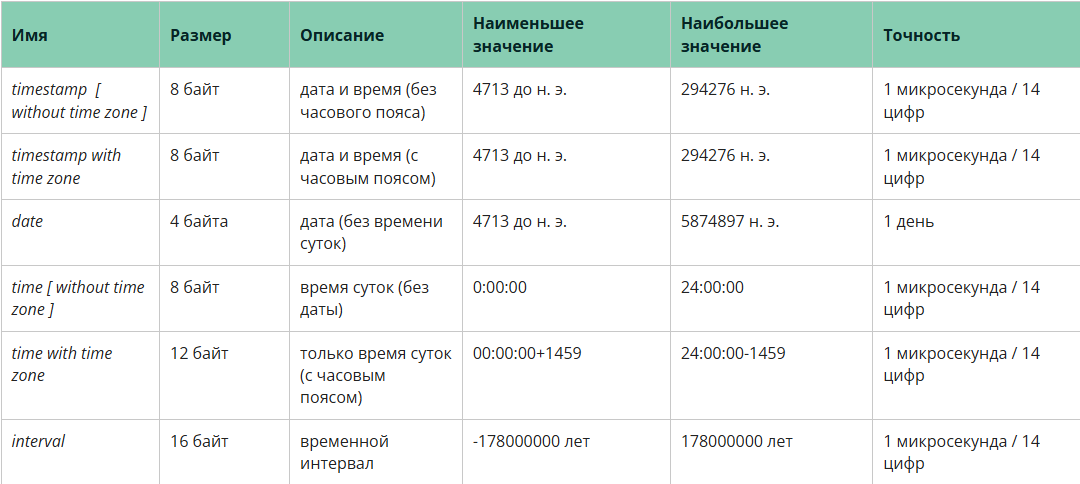 Имя
Размер
Описание
Наименьшее
значение
Наибольшее
значение
Точность
timestamp [
without time zone ]
8 байт
дата и время (без
часового пояса)
4713 до н. э.
294276 н. э.
1 микросекунда / 14
цифр
timestamp with
time zone
8 байт
дата и время (с
часовым поясом)
4713 до н. э.
294276 н. э.
1 микросекунда / 14
цифр
date
4 байта
дата (без времени
суток)
4713 до н. э.
5874897 н. э.
1 день
time [ without time
zone ]
8 байт
время суток (без
даты)
0:00:00
24:00:00
1 микросекунда / 14
цифр
time with time
zone
12 байт
только время суток
(с часовым
поясом)
00:00:00+1459
24:00:00-1459
1 микросекунда / 14
цифр
interval
16 байт
временной
интервал
-178000000 лет
178000000 лет
1 микросекунда / 14
цифр